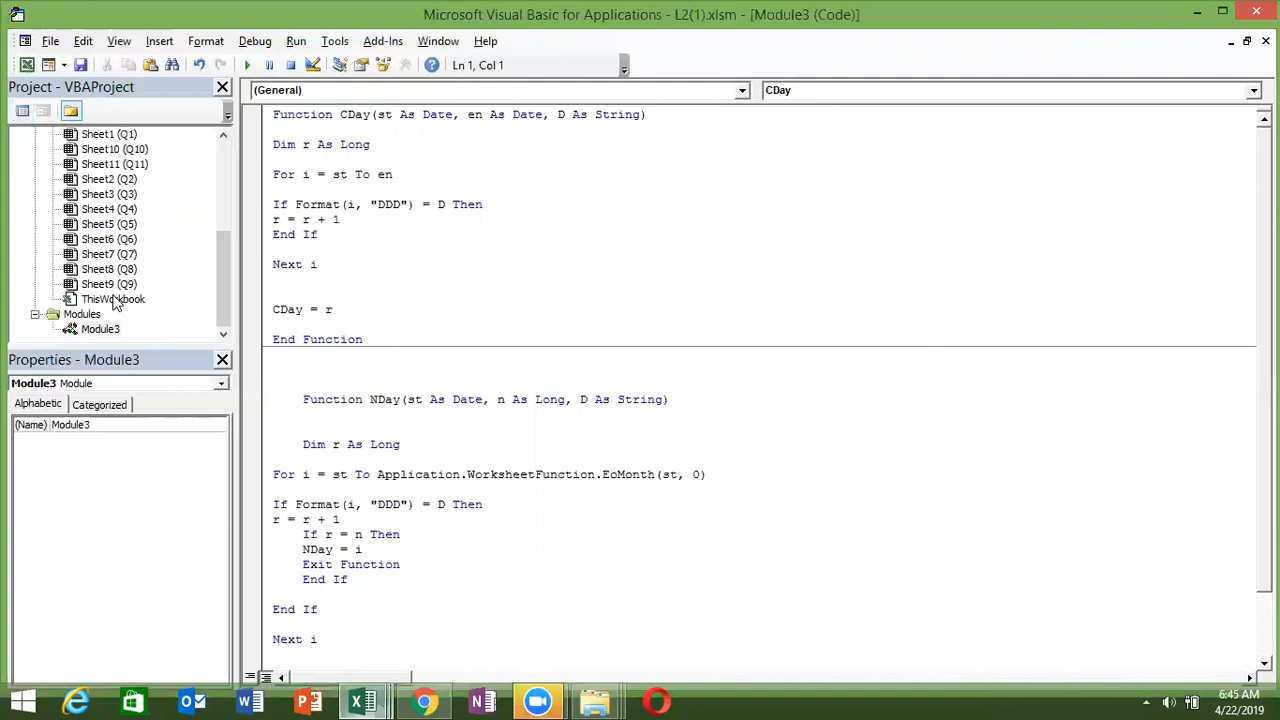 Microsoft Visual Basic for Applications - L2(1).xlsm - [Module3 (Code)]
File Edit View Insert Format Debug Run Tools Add-Ins Window Help
Ln 1, Col 1
Project - VBAProject
(General)
CDay
Sheet1 (Q1)
Sheet10 (Q10)
Sheet11 (Q11)
Sheet2 (Q2)
Sheet3 (Q3)
Sheet4 (Q4)
Sheet5 (Q5)
Sheet6 (Q6)
Sheet7 (Q7)
Sheet8 (Q8)
Sheet9 (Q9)
ThisWorkbook
Modules
Module3
Properties - Module3
Module3 Module
Alphabetic Categorized
(Name) Module3
Function CDay(st As Date, en As Date, D As String)
Dim r As Long
For i = st To en
If Format(i, "DDD") = D Then
r = r + 1
End If
Next i
CDay = r
End Function
Function NDay(st As Date, n As Long, D As String)
Dim r As Long
For i = st To Application.WorksheetFunction.EoMonth(st, 0)
If Format(i, "DDD") = D Then
r = r + 1
If r = n Then
NDay = i
Exit Function
End If
End If
Next i
6:45 AM
4/22/2019